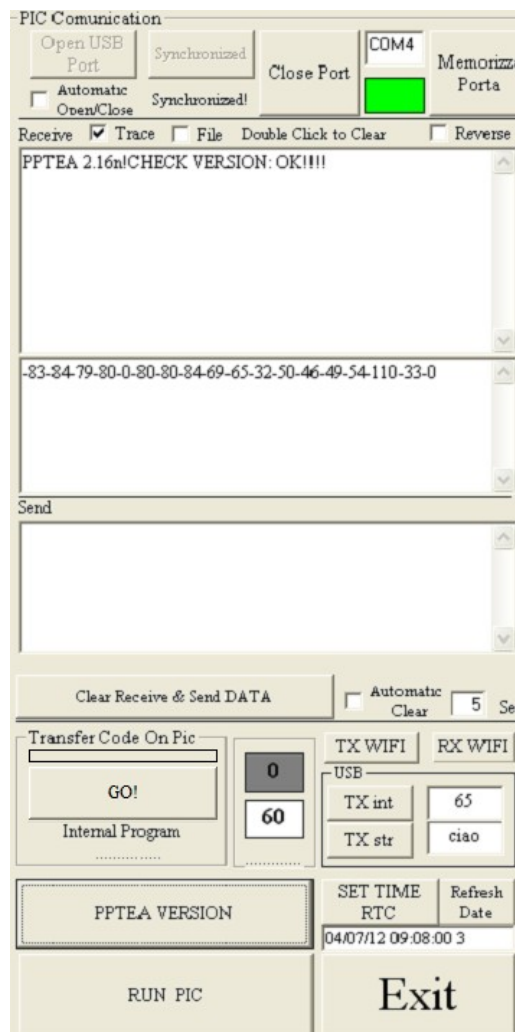 PIC Comunication
Open USB Port
Synchronized
Close Port
COM4
Memorizz
Porta
Automatic Open/Close
Synchronized!
Receive Trace File Double Click to Clear Reverse
PPTEA 2.16n!CHECK VERSION: OK!!!!!
-83-84-79-80-0-80-80-84-69-65-32-50-46-49-54-110-33-0
Send
Clear Receive & Send DATA
Automatic Clear
5 Se
Transfer Code On Pic
GO!
Internal Program
...............
0
60
............
TX WIFI
RX WIFI
USB
TX int
65
TX str
ciao
PPTEA VERSION
SET TIME RTC
Refresh Date
04/07/12 09:08:00 3
RUN PIC
Exit